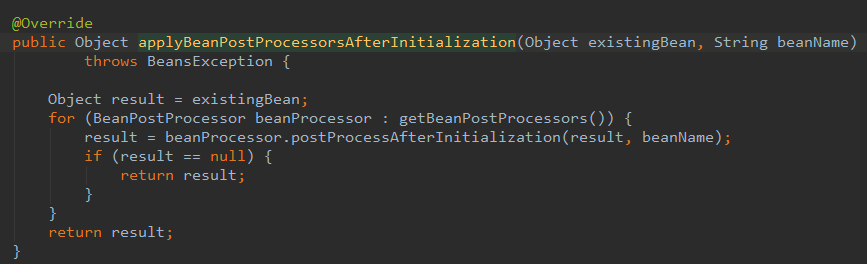 @Override
public Object applyBeanPostProcessorsAfterInitialization(Object existingBean, String beanName)
        throws BeansException {

    Object result = existingBean;
    for (BeanPostProcessor beanProcessor : getBeanPostProcessors()) {
        result = beanProcessor.postProcessAfterInitialization(result, beanName);
        if (result == null) {
            return result;
        }
    }
    return result;
}